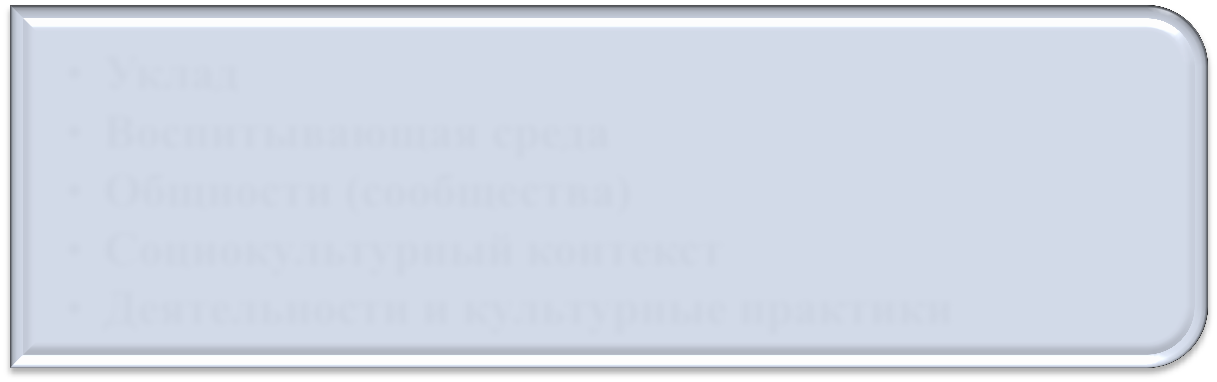 • Уклад
• Воспитывающая среда
• Общности (сообщества)
• Социокультурный контекст
• Деятельности и культурные практики